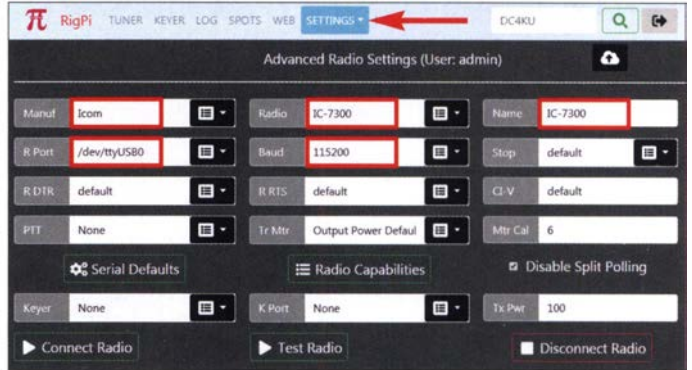 π RigPi TUNER KEYER LOG SPOTS WEB SETTINGS DC4KU
Advanced Radio Settings (User: admin)
Manuf Icom Radio IC-7300 Name IC-7300
R Port /dev/ttyUSB0 Baud 115200 Stop default
R DTR default R RTS default CI-V default
PTT None Tr Mtr Output Power Defaul Mtr Cal 6
Serial Defaults Radio Capabilities Disable Split Polling
Keyer None K Port None Tx Pwr 100
Connect Radio Test Radio Disconnect Radio